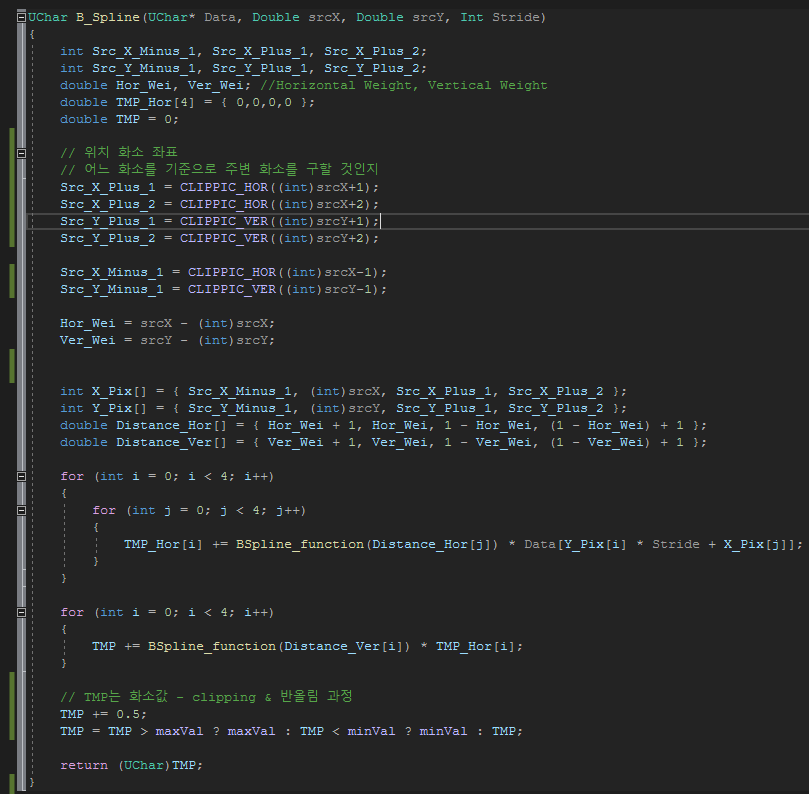 UChar B_Spline(UChar* Data, Double srcX, Double srcY, Int Stride)
{
    int Src_X_Minus_1, Src_X_Plus_1, Src_X_Plus_2;
    int Src_Y_Minus_1, Src_Y_Plus_1, Src_Y_Plus_2;
    double Hor_Wei, Ver_Wei; //Horizontal Weight, Vertical Weight
    double TMP_Hor[4] = { 0,0,0,0 };
    double TMP = 0;

    // 위치 화소 좌표
    // 어느 화소를 기준으로 주변 화소를 구할 것인지
    Src_X_Plus_1 = CLIPPIC_HOR((int)srcX+1);
    Src_X_Plus_2 = CLIPPIC_HOR((int)srcX+2);
    Src_Y_Plus_1 = CLIPPIC_VER((int)srcY+1);
    Src_Y_Plus_2 = CLIPPIC_VER((int)srcY+2);

    Src_X_Minus_1 = CLIPPIC_HOR((int)srcX-1);
    Src_Y_Minus_1 = CLIPPIC_VER((int)srcY-1);

    Hor_Wei = srcX - (int)srcX;
    Ver_Wei = srcY - (int)srcY;


    int X_Pix[] = { Src_X_Minus_1, (int)srcX, Src_X_Plus_1, Src_X_Plus_2 };
    int Y_Pix[] = { Src_Y_Minus_1, (int)srcY, Src_Y_Plus_1, Src_Y_Plus_2 };
    double Distance_Hor[] = { Hor_Wei + 1, Hor_Wei, 1 - Hor_Wei, (1 - Hor_Wei) + 1 };
    double Distance_Ver[] = { Ver_Wei + 1, Ver_Wei, 1 - Ver_Wei, (1 - Ver_Wei) + 1 };

    for (int i = 0; i < 4; i++)
    {
        for (int j = 0; j < 4; j++)
        {
            TMP_Hor[i] += BSpline_function(Distance_Hor[j]) * Data[Y_Pix[i] * Stride + X_Pix[j]];
        }
    }

    for (int i = 0; i < 4; i++)
    {
        TMP += BSpline_function(Distance_Ver[i]) * TMP_Hor[i];
    }

    // TMP는 화소값 - clipping & 반올림 과정
    TMP += 0.5;
    TMP = TMP > maxVal ? maxVal : TMP < minVal ? minVal : TMP;

    return (UChar)TMP;
}